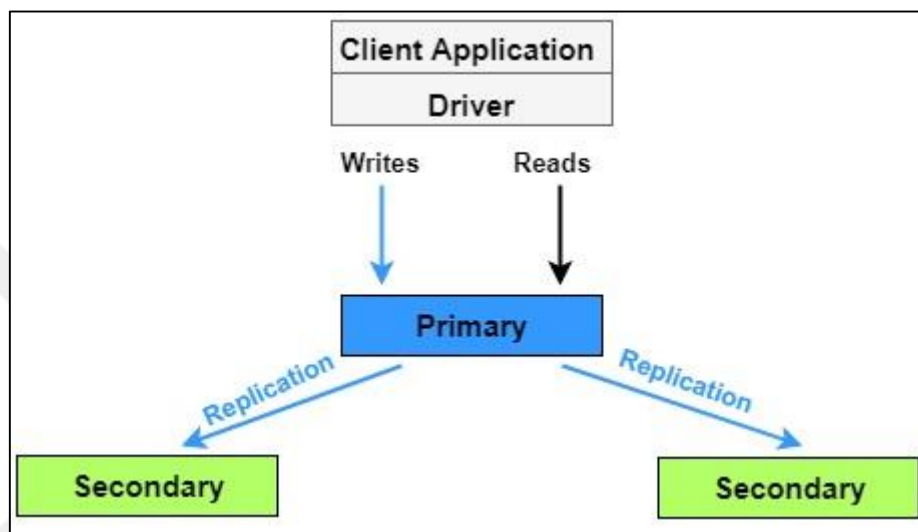 Client Application
Driver
Writes
Reads
Primary
Replication
Replication
Secondary
Secondary